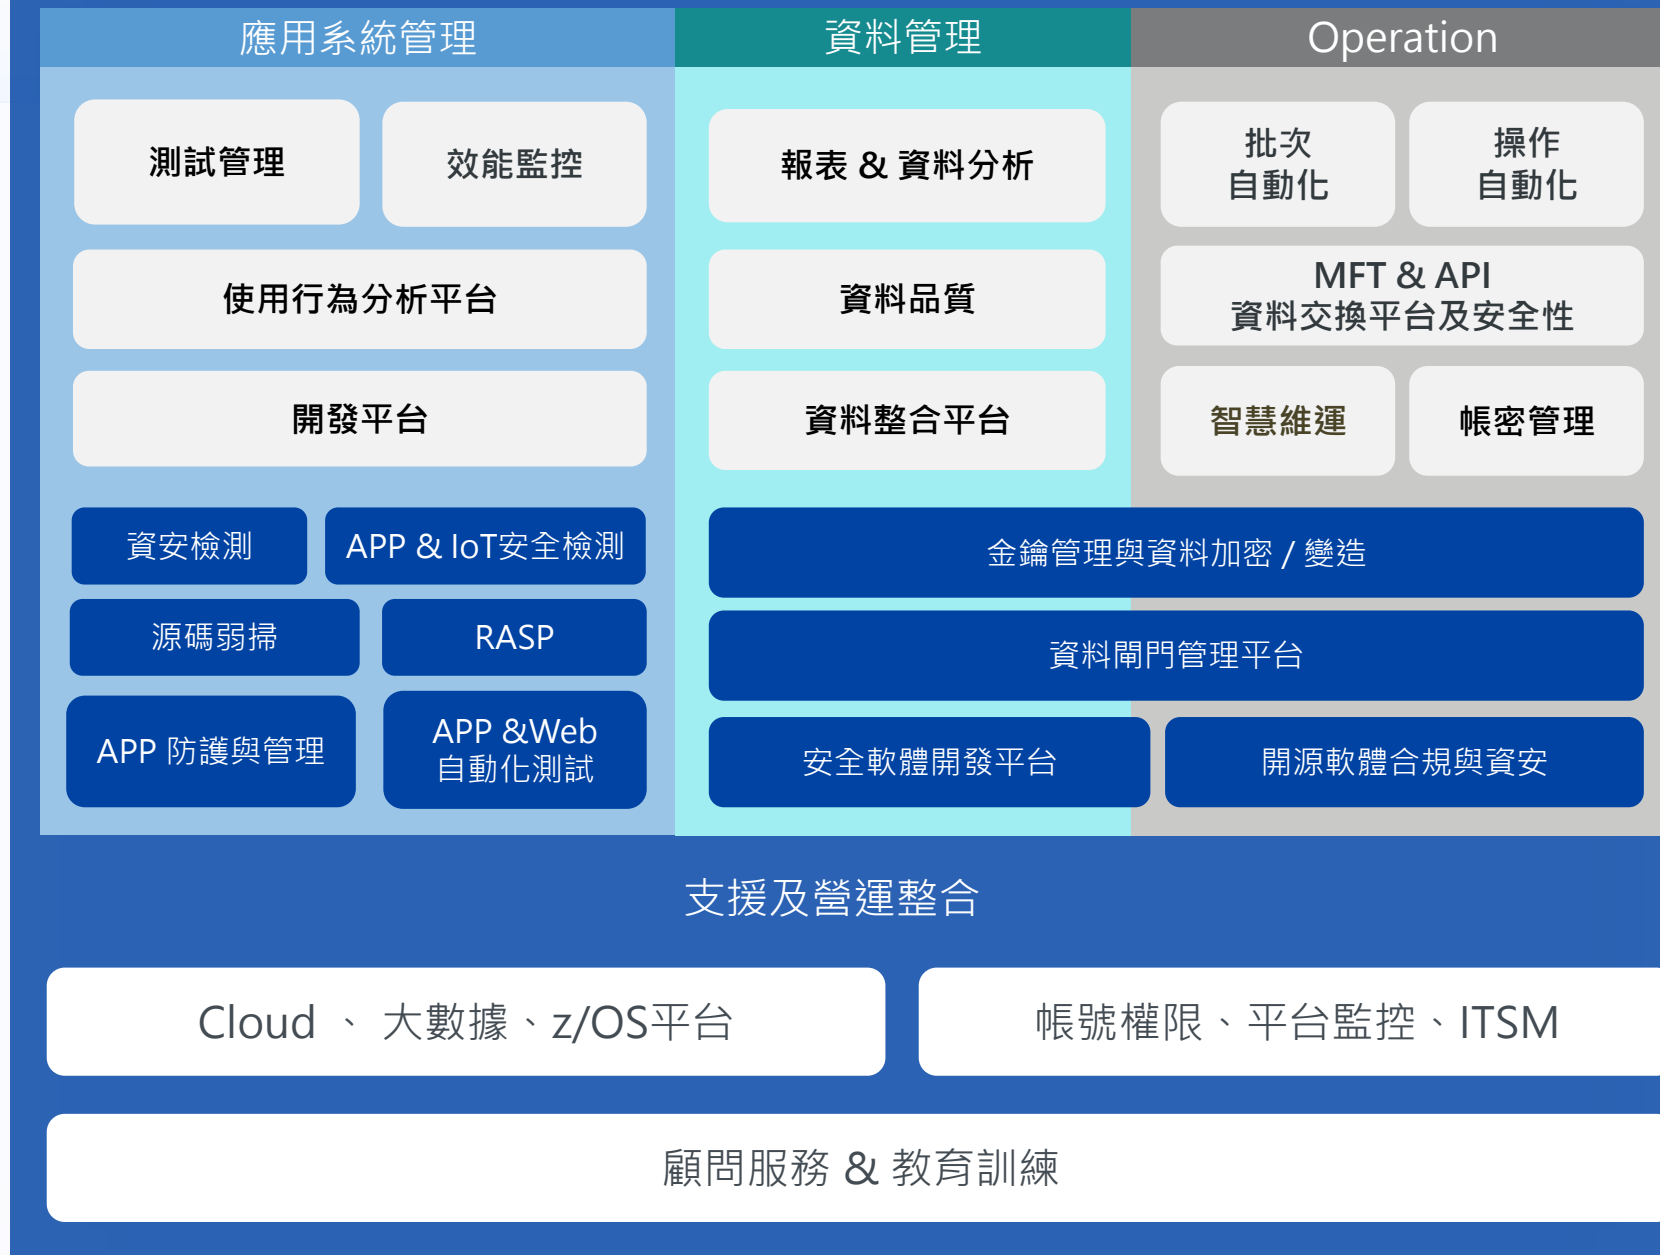 應用系統管理
資料管理
Operation
測試管理
效能監控
使用行為分析平台
開發平台
資安檢測
APP & IoT安全檢測
源碼弱掃
RASP
APP 防護與管理
APP &Web
自動化測試
報表 & 資料分析
資料品質
資料整合平台
批次
自動化
操作
自動化
MFT & API
資料交換平台及安全性
智慧維運
帳密管理
金鑰管理與資料加密 / 變造
資料閘門管理平台
安全軟體開發平台
開源軟體合規與資安
支援及營運整合
Cloud 、 大數據、z/OS平台
帳號權限、平台監控、ITSM
顧問服務 & 教育訓練